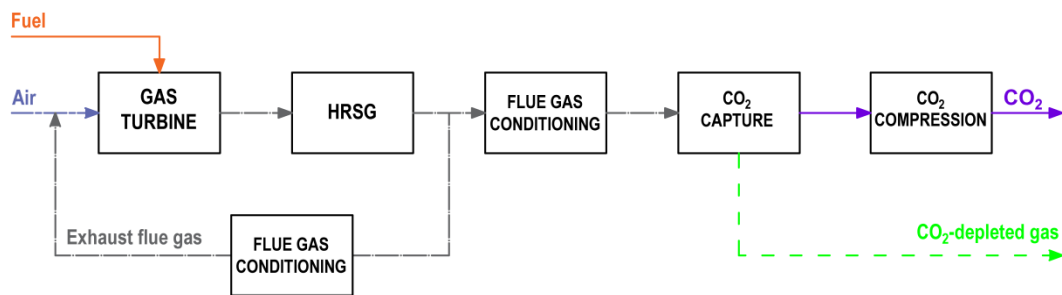 Fuel
Air
GAS
TURBINE
HRSG
FLUE GAS
CONDITIONING
CO₂
CAPTURE
CO₂
COMPRESSION
CO₂
Exhaust flue gas
FLUE GAS
CONDITIONING
CO₂-depleted gas